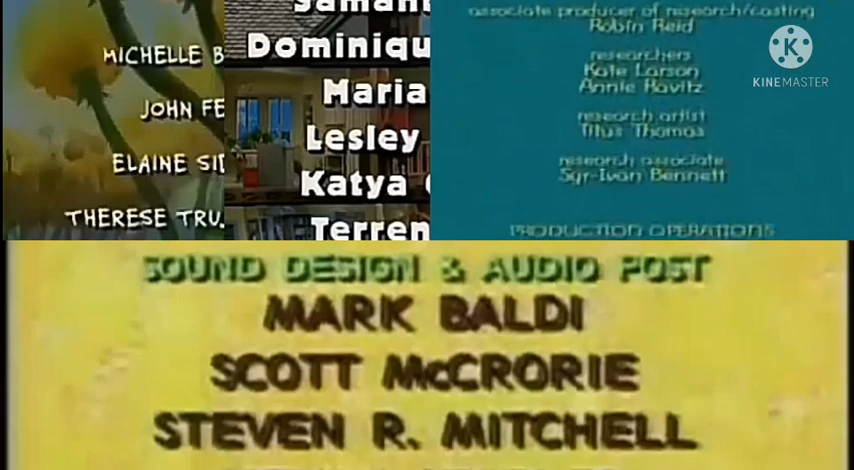 MICHELLE B
JOHN FE
ELAINE SI
THERESE TRU
Saman
Dominiqu
Maria
Lesley
Katya
Terren
associate producer of research/casting
Robin Reid
researchers
Kate Larson
Annie Ravitz
research artist
Titus Thomas
research associate
Syr-Ivan Bennett
PRODUCTION OPERATIONS
K
KINEMASTER
SOUND DESIGN & AUDIO POST
MARK BALDI
SCOTT McCRORIE
STEVEN R. MITCHELL